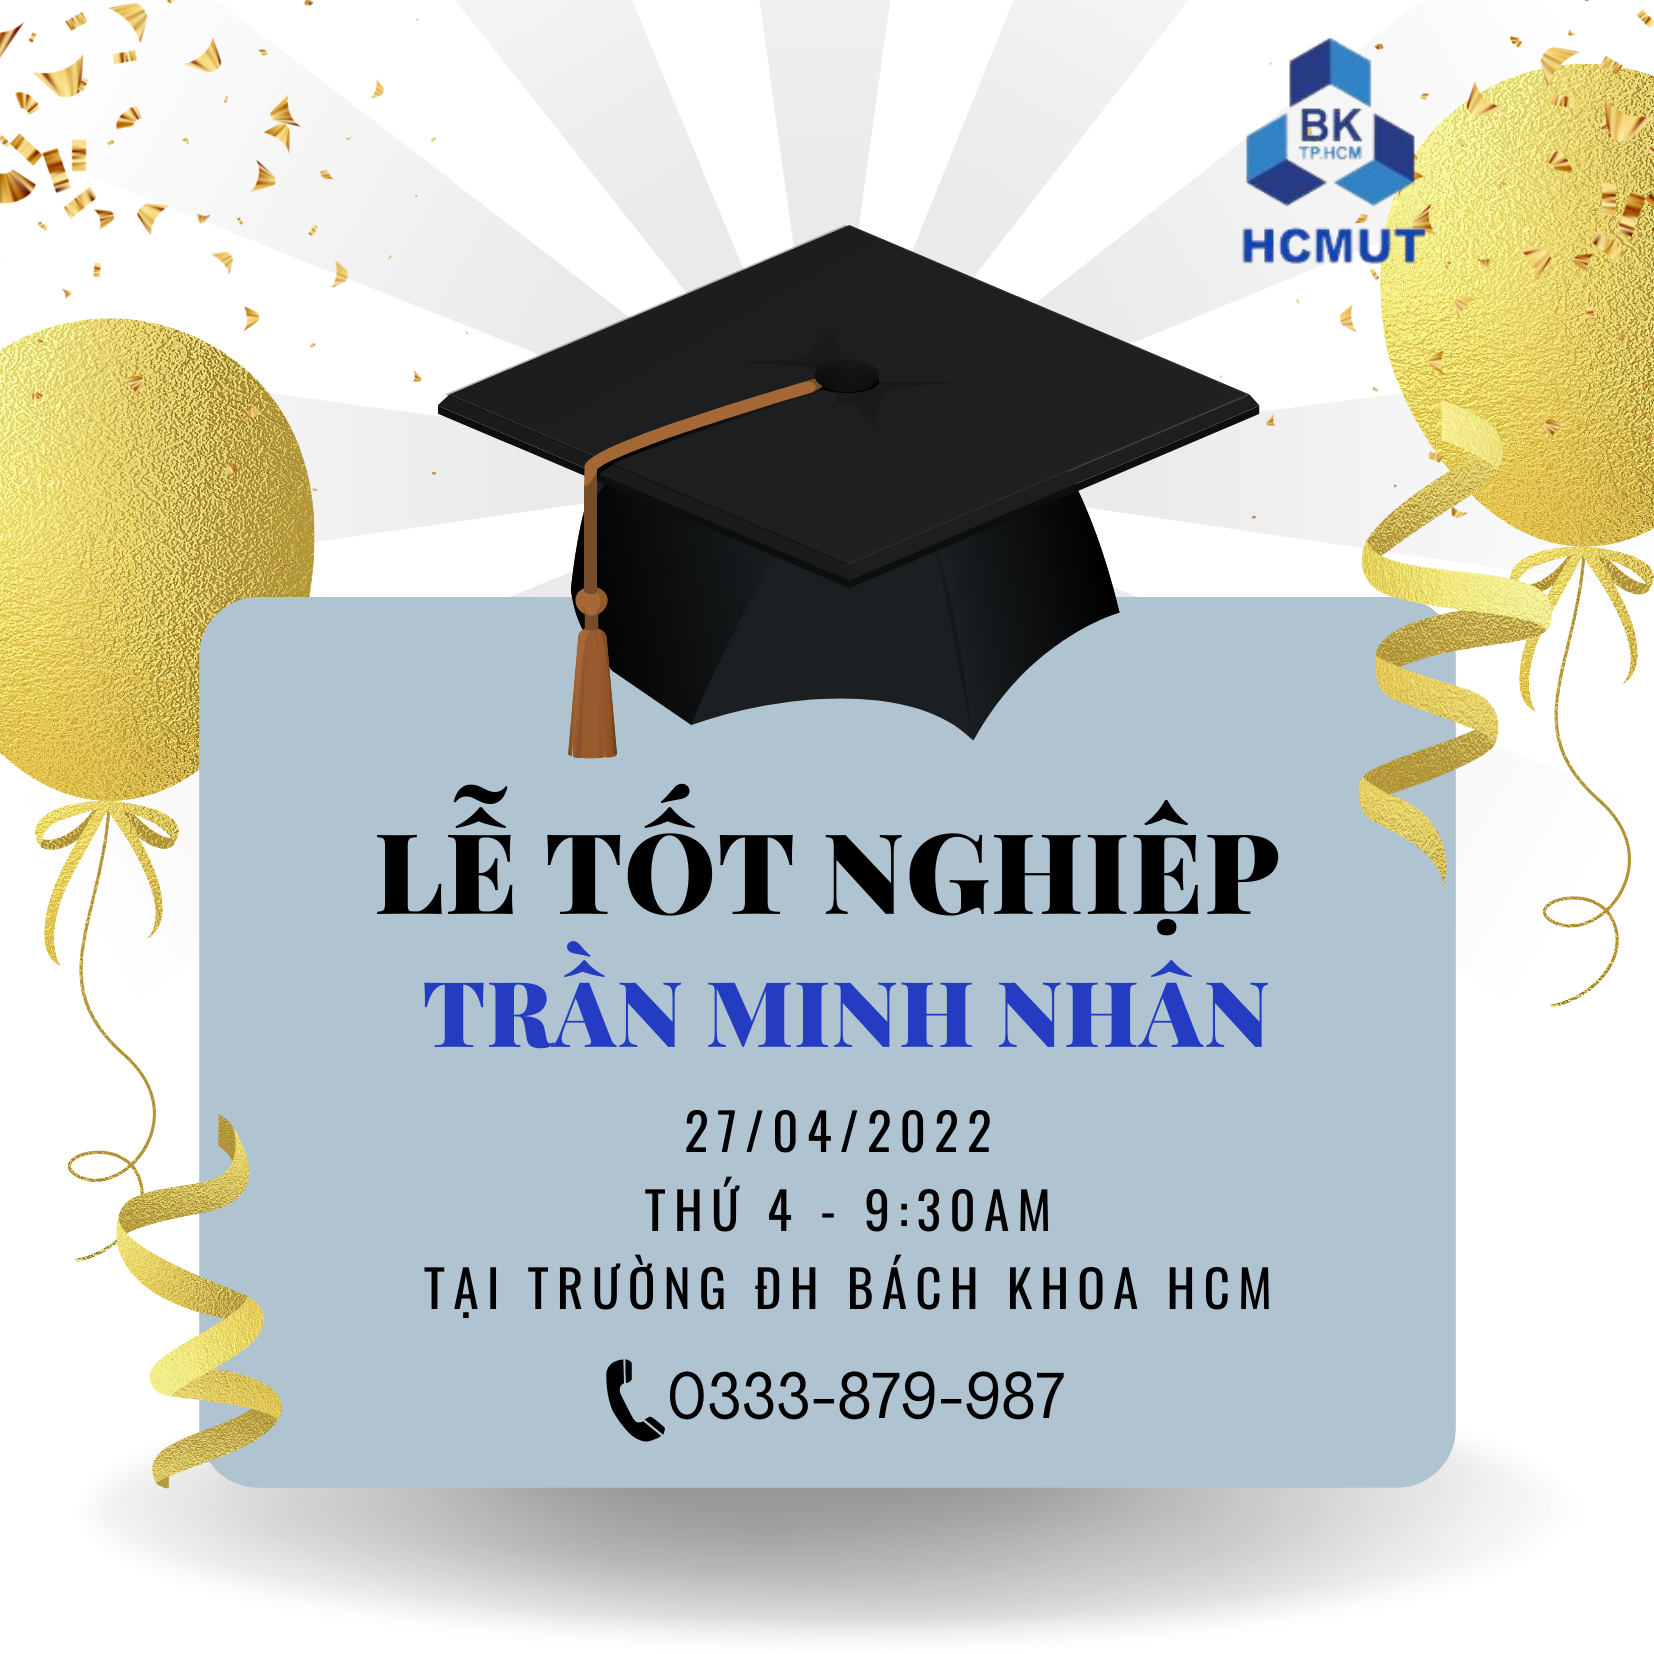 BK
TP.HCM
HCMUT
LỄ TỐT NGHIỆP
TRẦN MINH NHÂN
27/04/2022
THỨ 4 - 9:30AM
TẠI TRƯỜNG ĐH BÁCH KHOA HCM
0333-879-987